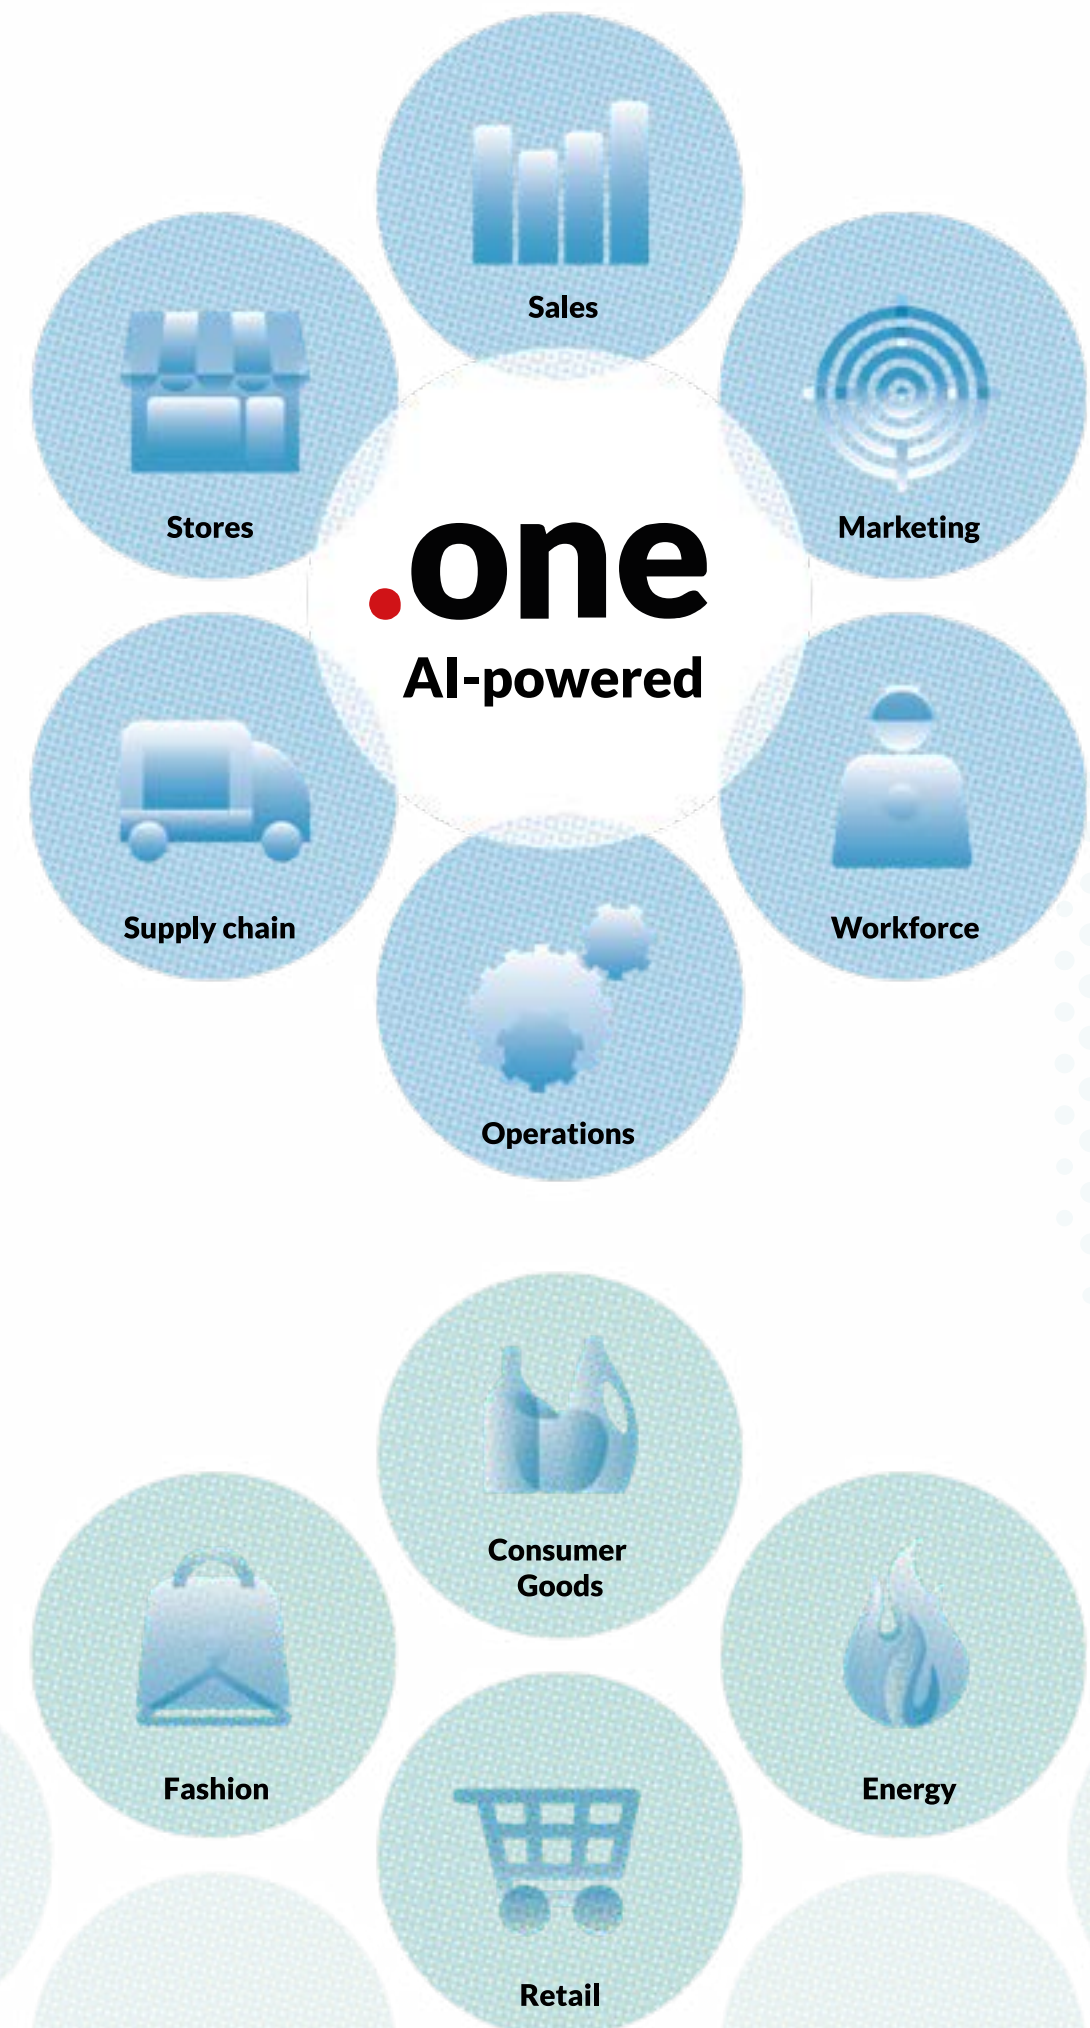 Sales
Stores
Marketing
.one
AI-powered
Supply chain
Workforce
Operations
Consumer
Goods
Fashion
Energy
Retail